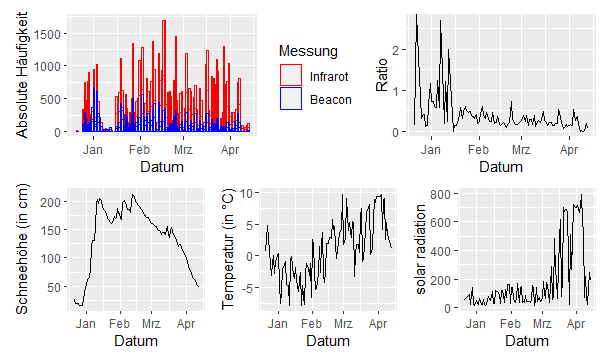 Absolute Häufigkeit
1500
1000
500
0
Jan Feb Mrz Apr
Datum
Messung
Infrarot
Beacon
Ratio
2
1
0
Jan Feb Mrz Apr
Datum
Schneehöhe (in cm)
200
150
100
50
Jan Feb Mrz Apr
Datum
Temperatur (in °C)
10
5
0
-5
Jan Feb Mrz Apr
Datum
solar radiation
800
600
400
200
0
Jan Feb Mrz Apr
Datum